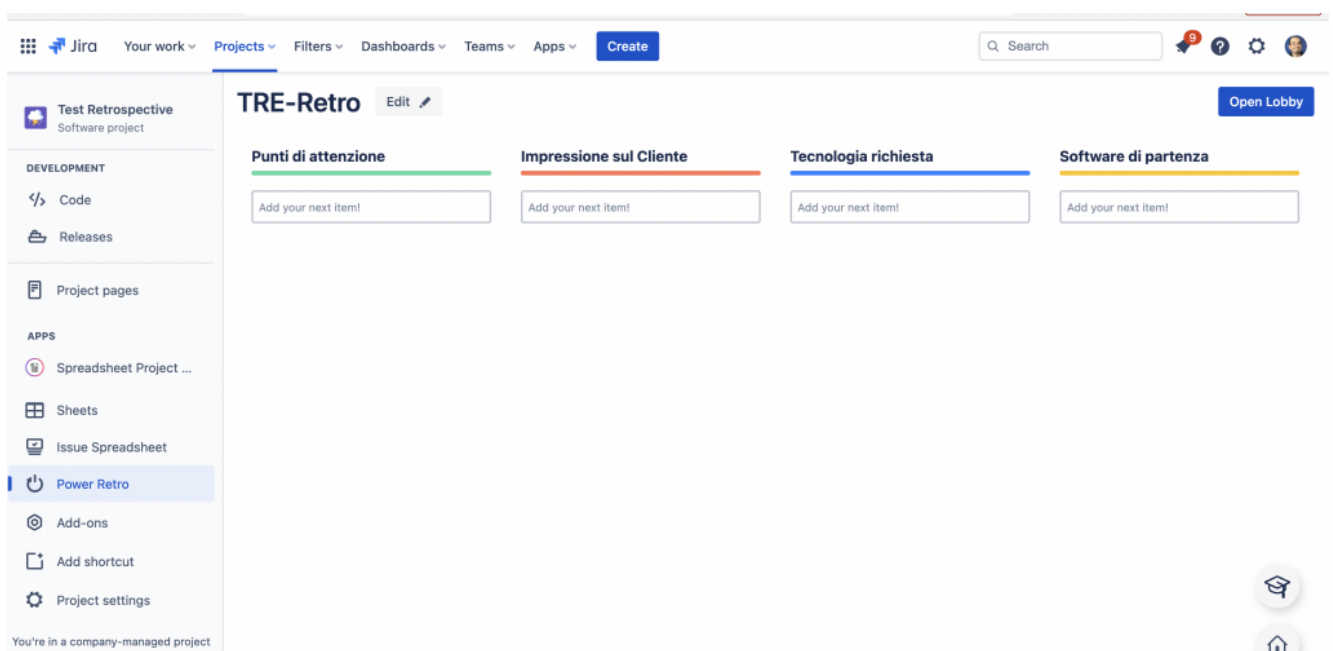 Jira Your work Projects Filters Dashboards Teams Apps Create Search 9
Test Retrospective
Software project
DEVELOPMENT
Code
Releases
Project pages
APPS
Spreadsheet Project ...
Sheets
Issue Spreadsheet
Power Retro
Add-ons
Add shortcut
Project settings
You're in a company-managed project
TRE-Retro Edit Open Lobby
Punti di attenzione Impressione sul Cliente Tecnologia richiesta Software di partenza
Add your next item! Add your next item! Add your next item! Add your next item!